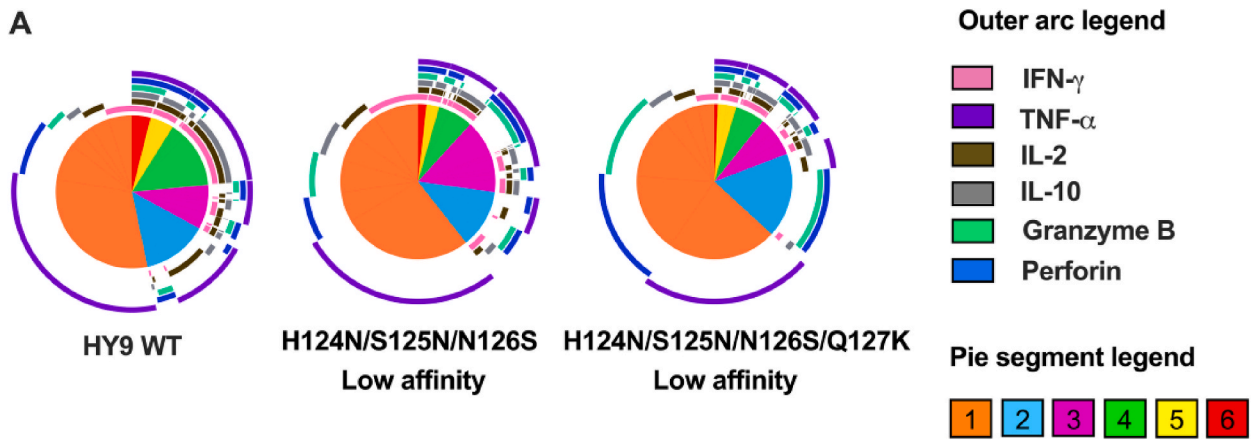 A
Outer arc legend
IFN-γ
TNF-α
IL-2
IL-10
Granzyme B
Perforin
HY9 WT
H124N/S125N/N126S
Low affinity
H124N/S125N/N126S/Q127K
Low affinity
Pie segment legend
1 2 3 4 5 6